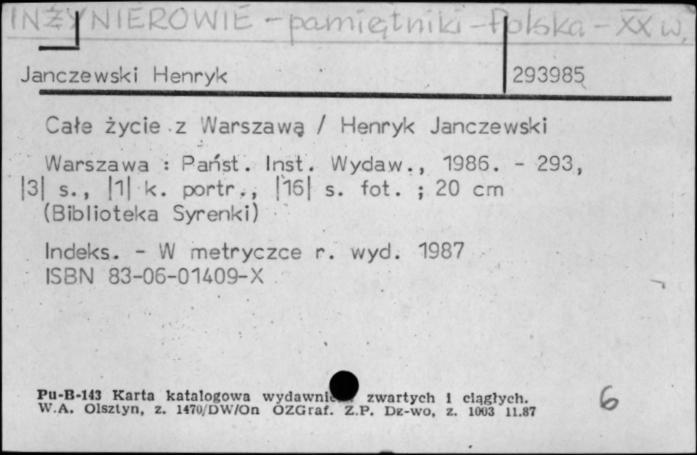 INŻYNIEROWIE - pamiętniki - Polska - XX w.
Janczewski Henryk 293985
Całe życie z Warszawą / Henryk Janczewski
Warszawa : Państ. Inst. Wydaw., 1986. - 293,
|3| s., |1| k. portr., |16| s. fot. ; 20 cm
(Biblioteka Syrenki)
Indeks. - W metryczce r. wyd. 1987
ISBN 83-06-01409-X
Pu-B-143 Karta katalogowa wydawnic zwartych i ciągłych.
W.A. Olsztyn, z. 1470/DW/On OZGraf. Z.P. Dz-wo, z. 1003 11.87
6